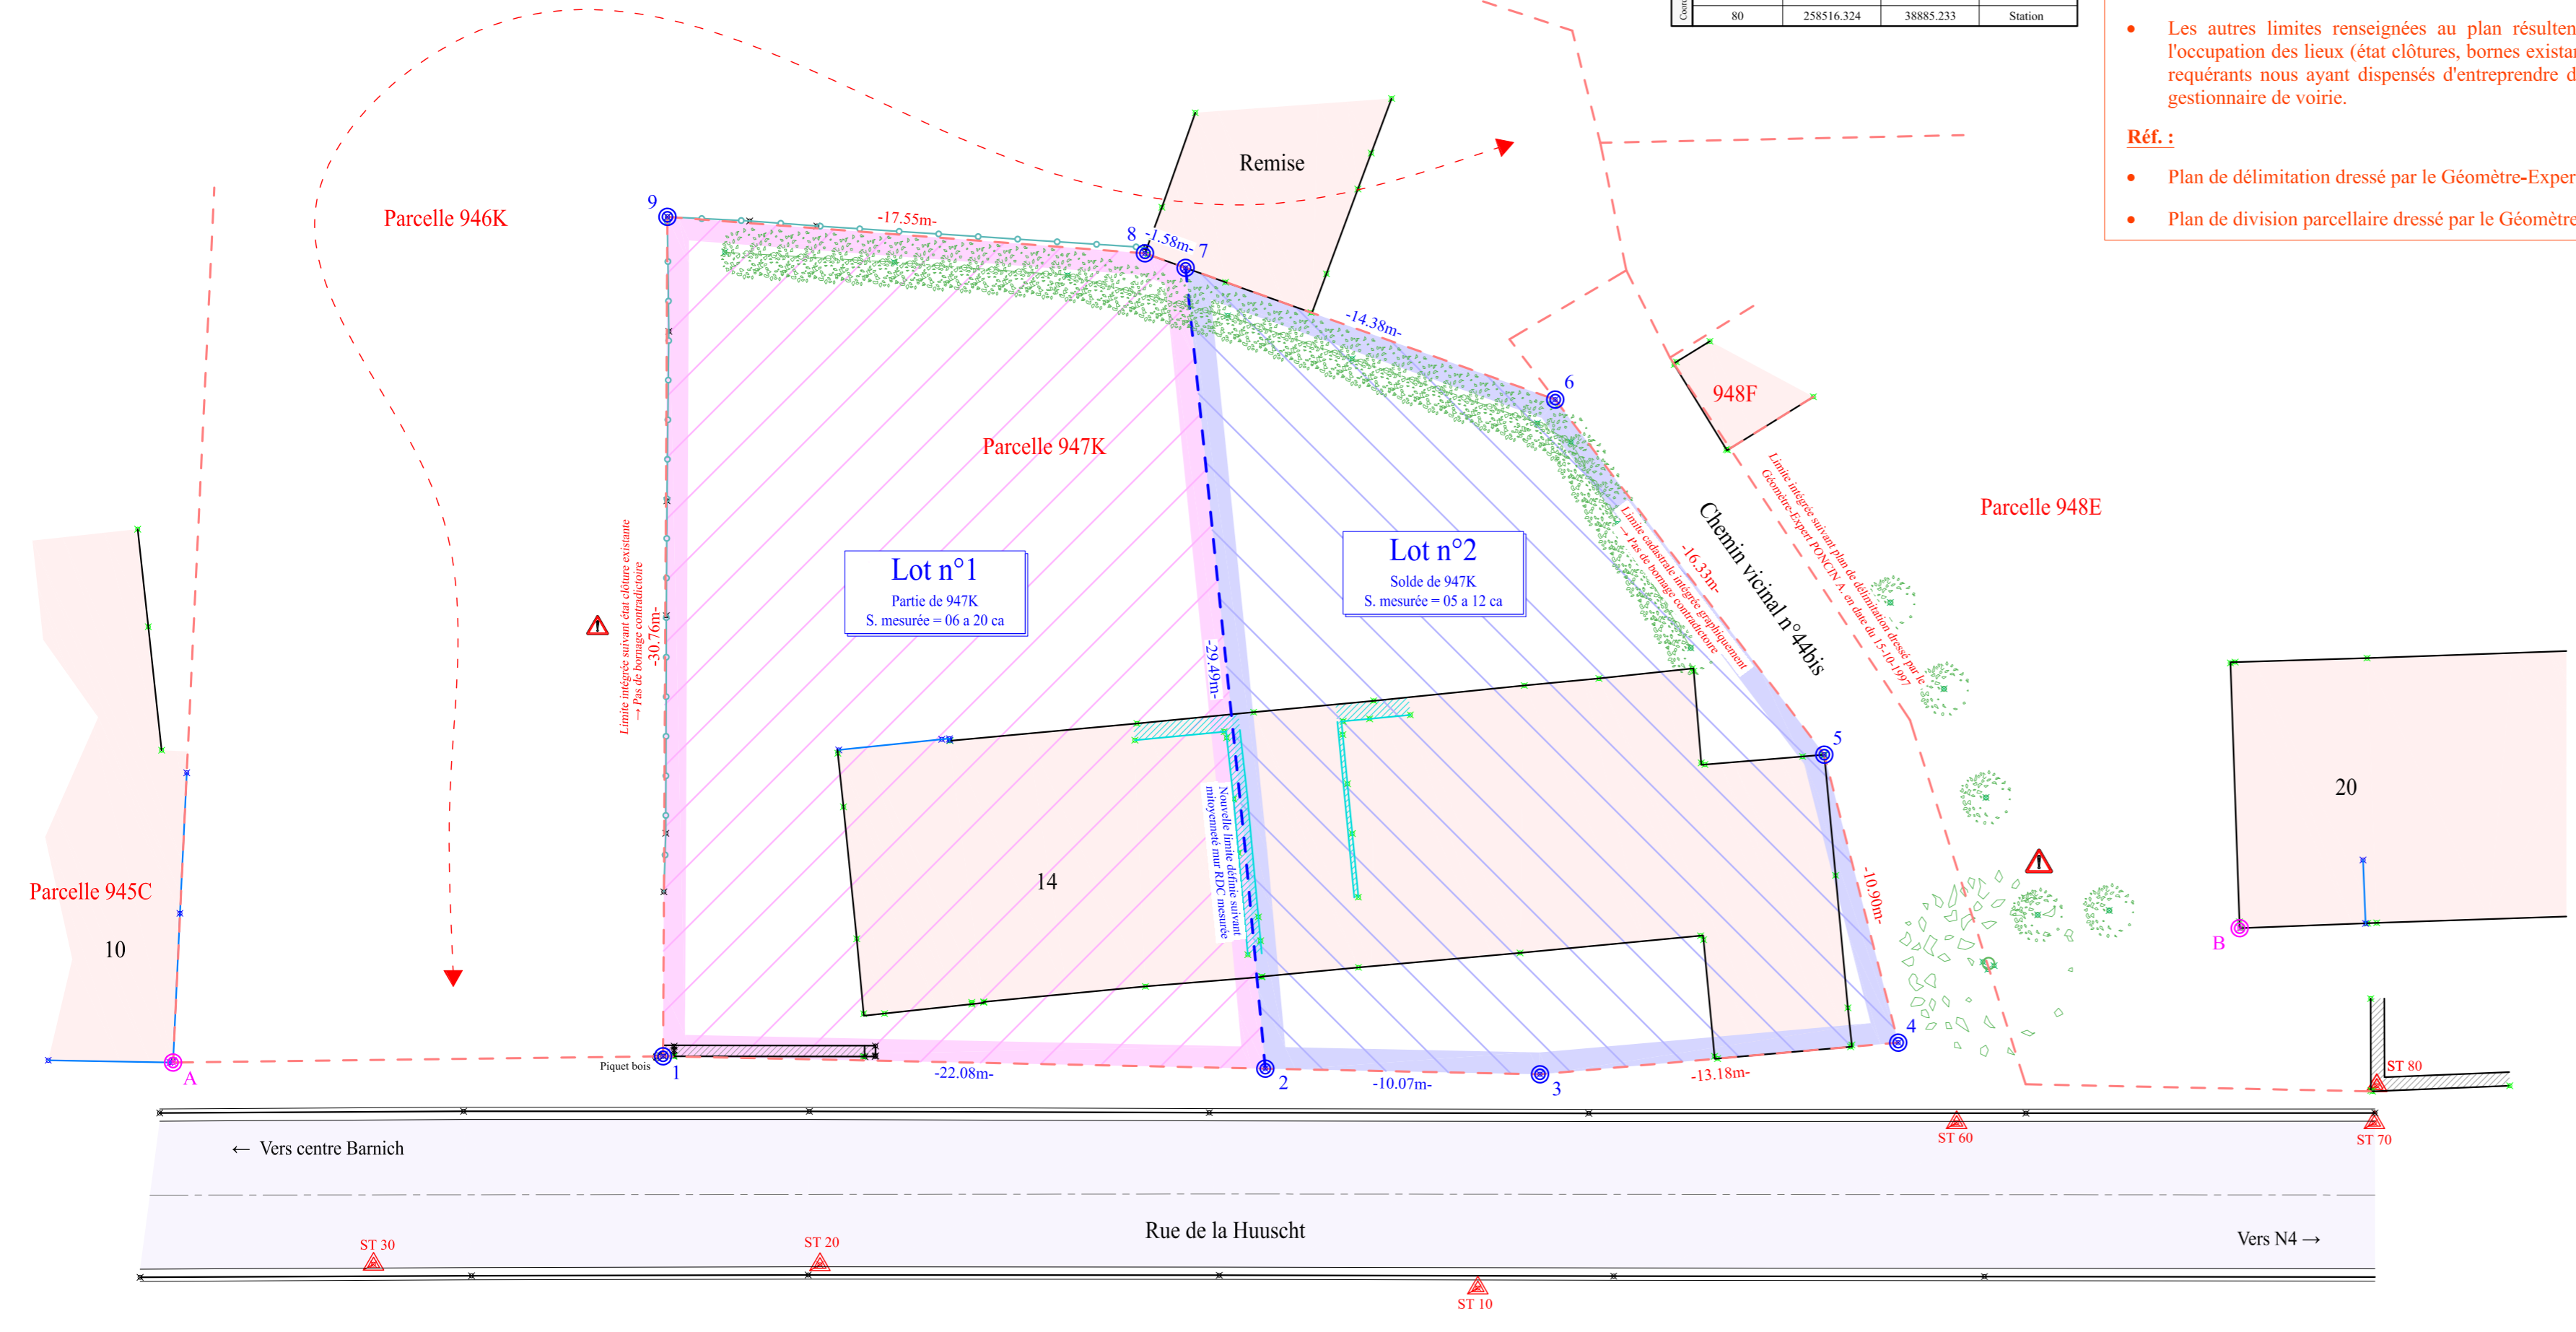 Coord
80 258516.324 38885.233 Station
• Les autres limites renseignées au plan résulten
l'occupation des lieux (état clôtures, bornes exista
requérants nous ayant dispensés d'entreprendre d
gestionnaire de voirie.
Réf. :
• Plan de délimitation dressé par le Géomètre-Exper
• Plan de division parcellaire dressé par le Géomètre
Remise
Parcelle 946K
9
-17.55m-
8
-1.58m-
7
-14.38m-
6
948F
Parcelle 947K
Parcelle 948E
Limite intégrée suivant plan de délimitation dressé par le
Géomètre-Expert PONCIN A. en date du 15-10-1997
Chemin vicinal n°44bis
-16.33m-
Limite cadastrale intégrée graphiquement
→ Pas de bornage contradictoire
Limite intégrée suivant état clôture existante
→ Pas de bornage contradictoire
-30.76m-
Lot n°1
Partie de 947K
S. mesurée = 06 a 20 ca
Lot n°2
Solde de 947K
S. mesurée = 05 a 12 ca
-29.49m-
Nouvelle limite définie suivant
mitoyenneté mur RDC mesurée
5
20
14
-10.90m-
Parcelle 945C
10
B
4
A
Piquet bois
1
-22.08m-
2
-10.07m-
3
-13.18m-
ST 80
ST 60
ST 70
← Vers centre Barnich
Rue de la Huuscht
Vers N4 →
ST 30
ST 20
ST 10